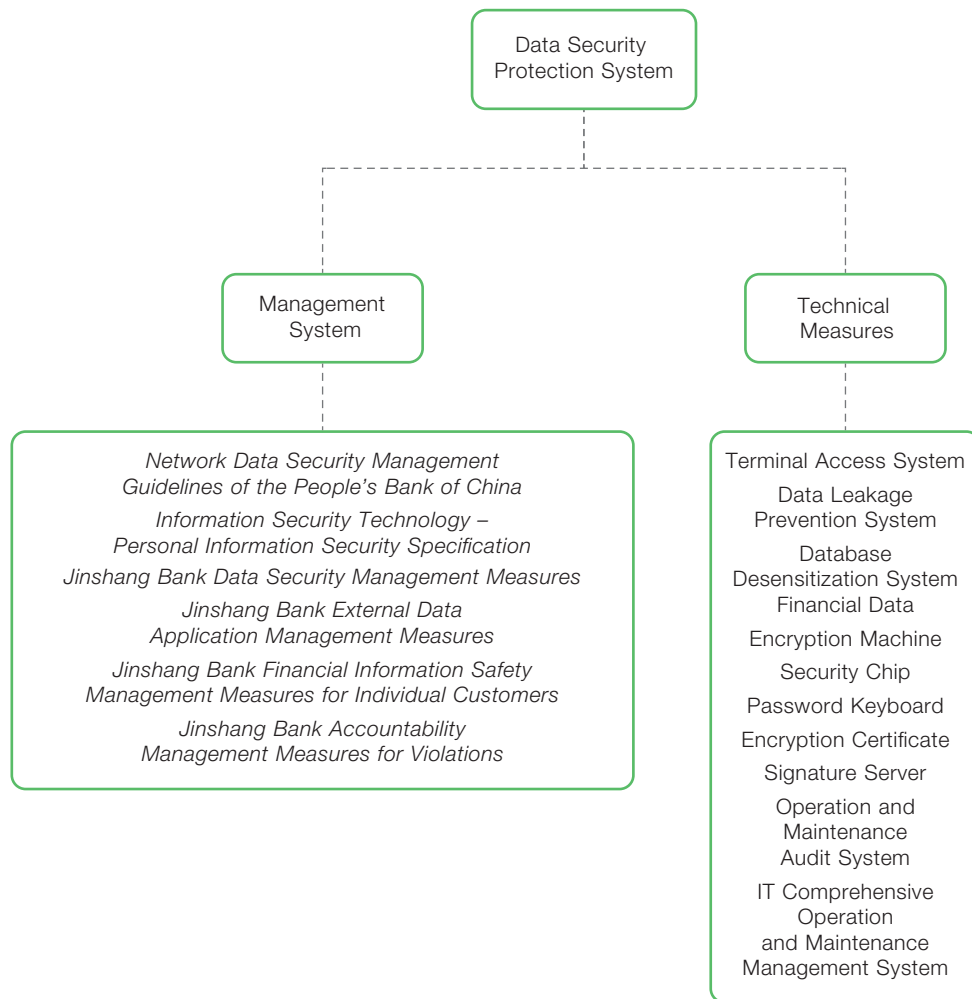 Data Security
Protection System
Management
System
Technical
Measures
Network Data Security Management
Guidelines of the People’s Bank of China
Information Security Technology –
Personal Information Security Specification
Jinshang Bank Data Security Management Measures
Jinshang Bank External Data
Application Management Measures
Jinshang Bank Financial Information Safety
Management Measures for Individual Customers
Jinshang Bank Accountability
Management Measures for Violations
Terminal Access System
Data Leakage
Prevention System
Database
Desensitization System
Financial Data
Encryption Machine
Security Chip
Password Keyboard
Encryption Certificate
Signature Server
Operation and
Maintenance
Audit System
IT Comprehensive
Operation
and Maintenance
Management System